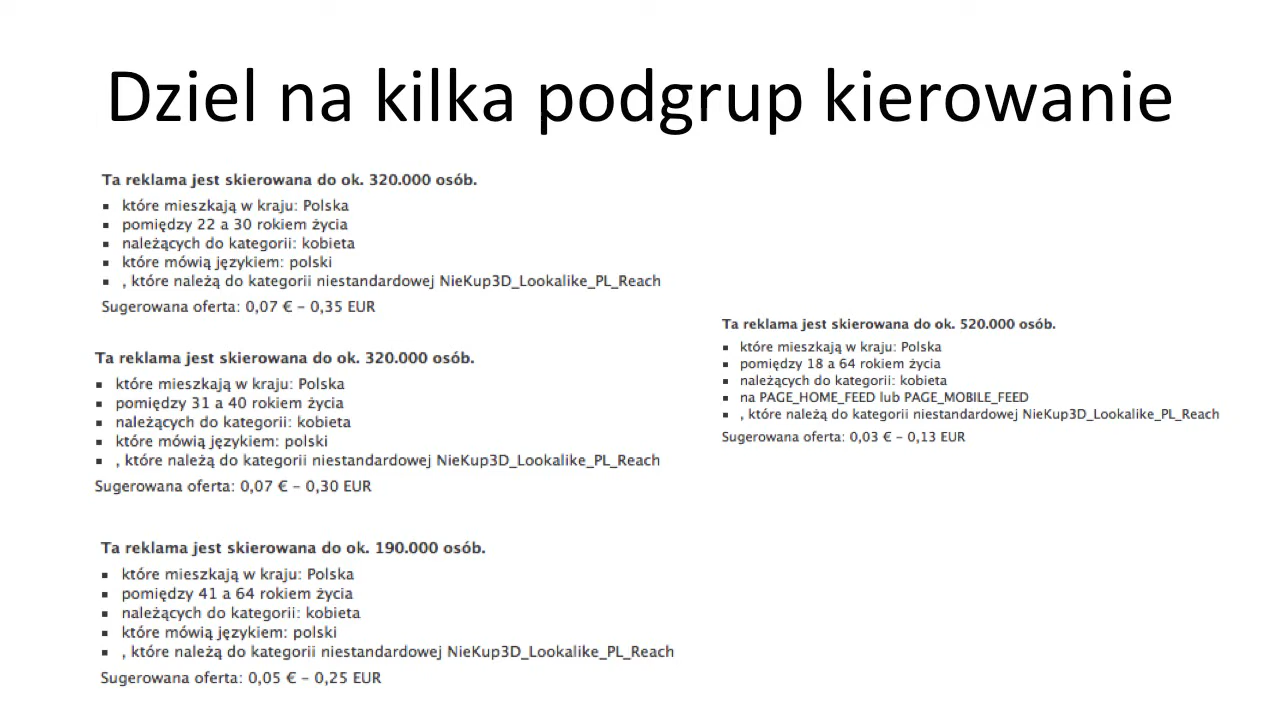 Dziel na kilka podgrup kierowanie
Ta reklama jest skierowana do ok. 320.000 osób.
▪ które mieszkają w kraju: Polska
▪ pomiędzy 22 a 30 rokiem życia
▪ należących do kategorii: kobieta
▪ które mówią językiem: polski
▪ , które należą do kategorii niestandardowej NieKup3D_Lookalike_PL_Reach
Sugerowana oferta: 0,07 € – 0,35 EUR
Ta reklama jest skierowana do ok. 320.000 osób.
▪ które mieszkają w kraju: Polska
▪ pomiędzy 31 a 40 rokiem życia
▪ należących do kategorii: kobieta
▪ które mówią językiem: polski
▪ , które należą do kategorii niestandardowej NieKup3D_Lookalike_PL_Reach
Sugerowana oferta: 0,07 € – 0,30 EUR
Ta reklama jest skierowana do ok. 190.000 osób.
▪ które mieszkają w kraju: Polska
▪ pomiędzy 41 a 64 rokiem życia
▪ należących do kategorii: kobieta
▪ które mówią językiem: polski
▪ , które należą do kategorii niestandardowej NieKup3D_Lookalike_PL_Reach
Sugerowana oferta: 0,05 € – 0,25 EUR
Ta reklama jest skierowana do ok. 520.000 osób.
▪ które mieszkają w kraju: Polska
▪ pomiędzy 18 a 64 rokiem życia
▪ należących do kategorii: kobieta
▪ na PAGE_HOME_FEED lub PAGE_MOBILE_FEED
▪ , które należą do kategorii niestandardowej NieKup3D_Lookalike_PL_Reach
Sugerowana oferta: 0,03 € – 0,13 EUR